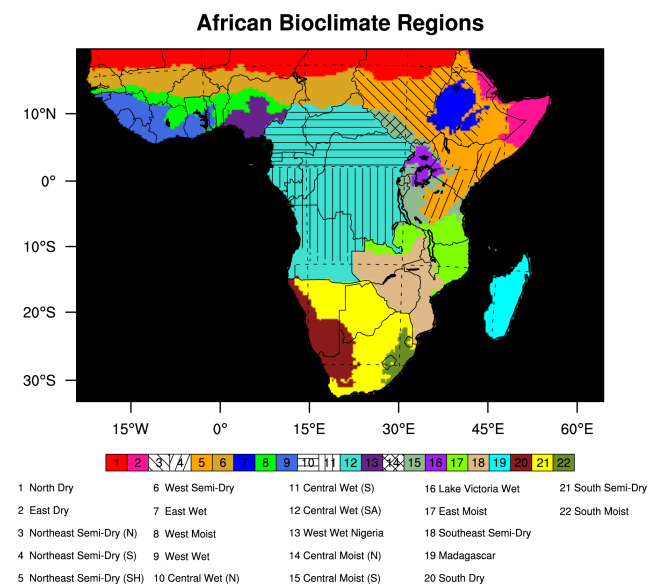 African Bioclimate Regions
10°N
0°
10°S
20°S
30°S
15°W 0° 15°E 30°E 45°E 60°E
1 2 3 4 5 6 7 8 9 10 11 12 13 14 15 16 17 18 19 20 21 22
1 North Dry
2 East Dry
3 Northeast Semi-Dry (N)
4 Northeast Semi-Dry (S)
5 Northeast Semi-Dry (SH)
6 West Semi-Dry
7 East Wet
8 West Moist
9 West Wet
10 Central Wet (N)
11 Central Wet (S)
12 Central Wet (SA)
13 West Wet Nigeria
14 Central Moist (N)
15 Central Moist (S)
16 Lake Victoria Wet
17 East Moist
18 Southeast Semi-Dry
19 Madagascar
20 South Dry
21 South Semi-Dry
22 South Moist